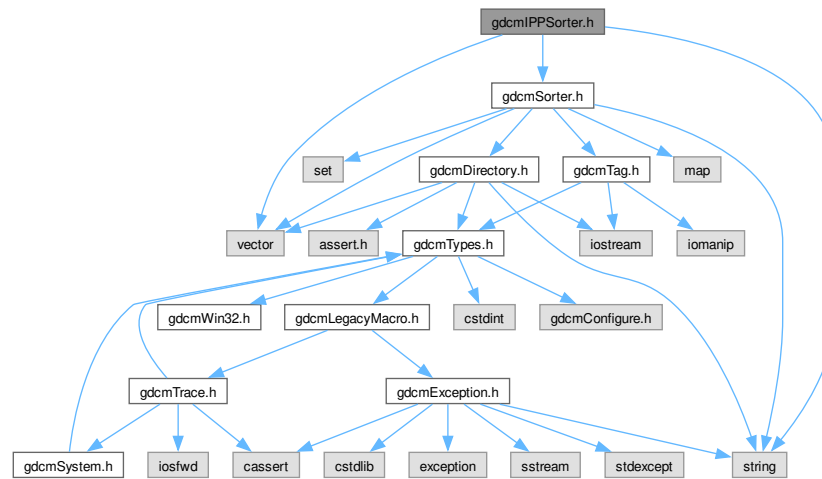 gdcmIPPSorter.h
gdcmSorter.h
set
gdcmDirectory.h
gdcmTag.h
map
vector
assert.h
gdcmTypes.h
iostream
iomanip
gdcmWin32.h
gdcmLegacyMacro.h
cstdint
gdcmConfigure.h
gdcmTrace.h
gdcmException.h
gdcmSystem.h
iosfwd
cassert
cstdlib
exception
sstream
stdexcept
string